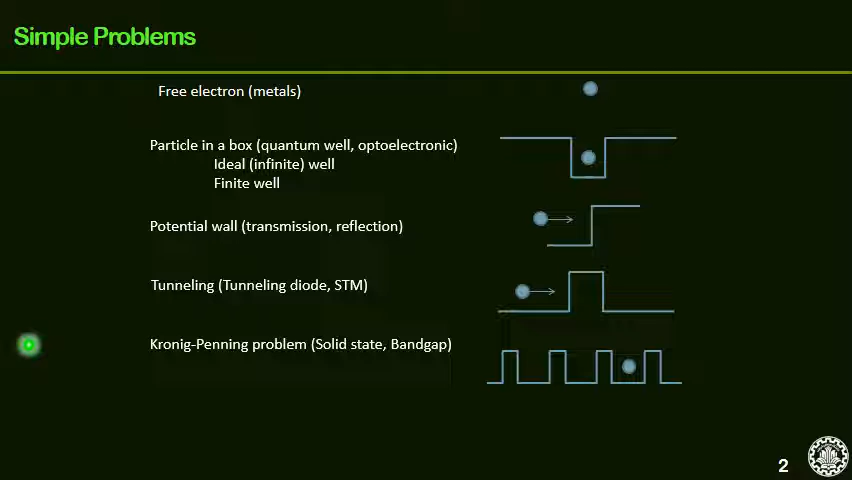 Simple Problems
Free electron (metals)
Particle in a box (quantum well, optoelectronic)
Ideal (infinite) well
Finite well
Potential wall (transmission, reflection)
Tunneling (Tunneling diode, STM)
Kronig-Penning problem (Solid state, Bandgap)
2